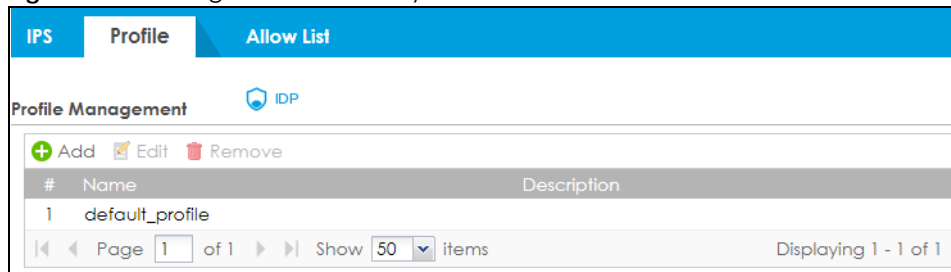 IPS Profile Allow List
Profile Management IDP
Add Edit Remove
# Name Description
1 default_profile
Page 1 of 1 Show 50 items Displaying 1 - 1 of 1